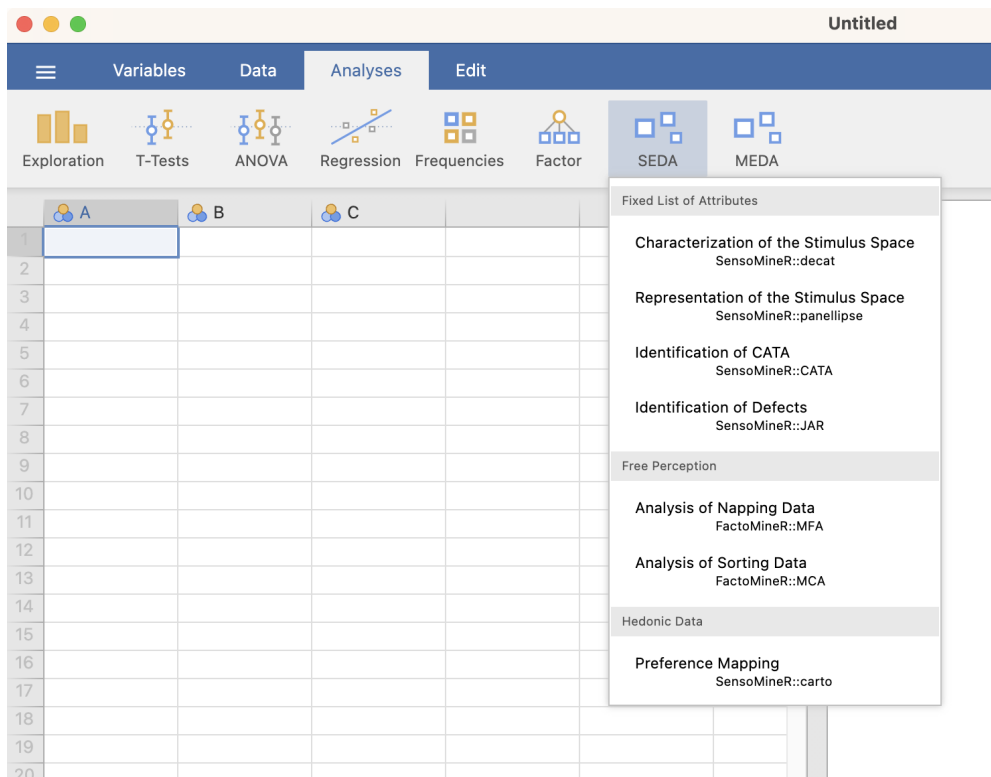 Untitled
Variables Data Analyses Edit
Exploration T-Tests ANOVA Regression Frequencies Factor SEDA MEDA
Fixed List of Attributes
Characterization of the Stimulus Space
SensoMineR::decat
Representation of the Stimulus Space
SensoMineR::panellipse
Identification of CATA
SensoMineR::CATA
Identification of Defects
SensoMineR::JAR
Free Perception
Analysis of Napping Data
FactoMineR::MFA
Analysis of Sorting Data
FactoMineR::MCA
Hedonic Data
Preference Mapping
SensoMineR::carto
A B C
1
2
3
4
5
6
7
8
9
10
11
12
13
14
15
16
17
18
19
20